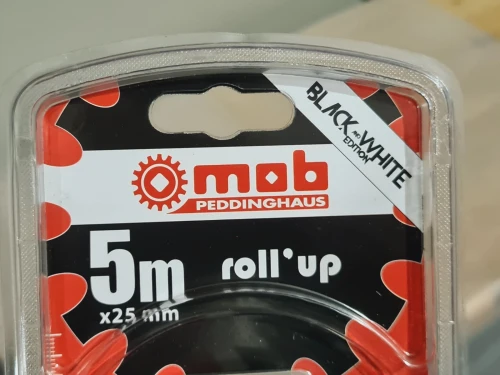 BLACK AND WHITE
EDITION
mob
PEDDINGHAUS
5m
x25 mm
roll'up